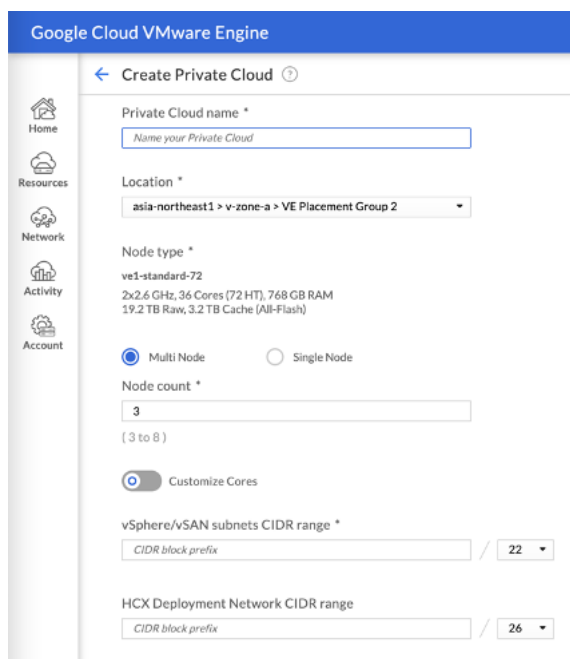 Google Cloud VMware Engine
Create Private Cloud ?
Home
Resources
Network
Activity
Account
Private Cloud name *
Name your Private Cloud
Location *
asia-northeast1 > v-zone-a > VE Placement Group 2
Node type *
ve1-standard-72
2x2.6 GHz, 36 Cores (72 HT), 768 GB RAM
19.2 TB Raw, 3.2 TB Cache (All-Flash)
Multi Node Single Node
Node count *
3
( 3 to 8 )
Customize Cores
vSphere/vSAN subnets CIDR range *
CIDR block prefix / 22
HCX Deployment Network CIDR range
CIDR block prefix / 26